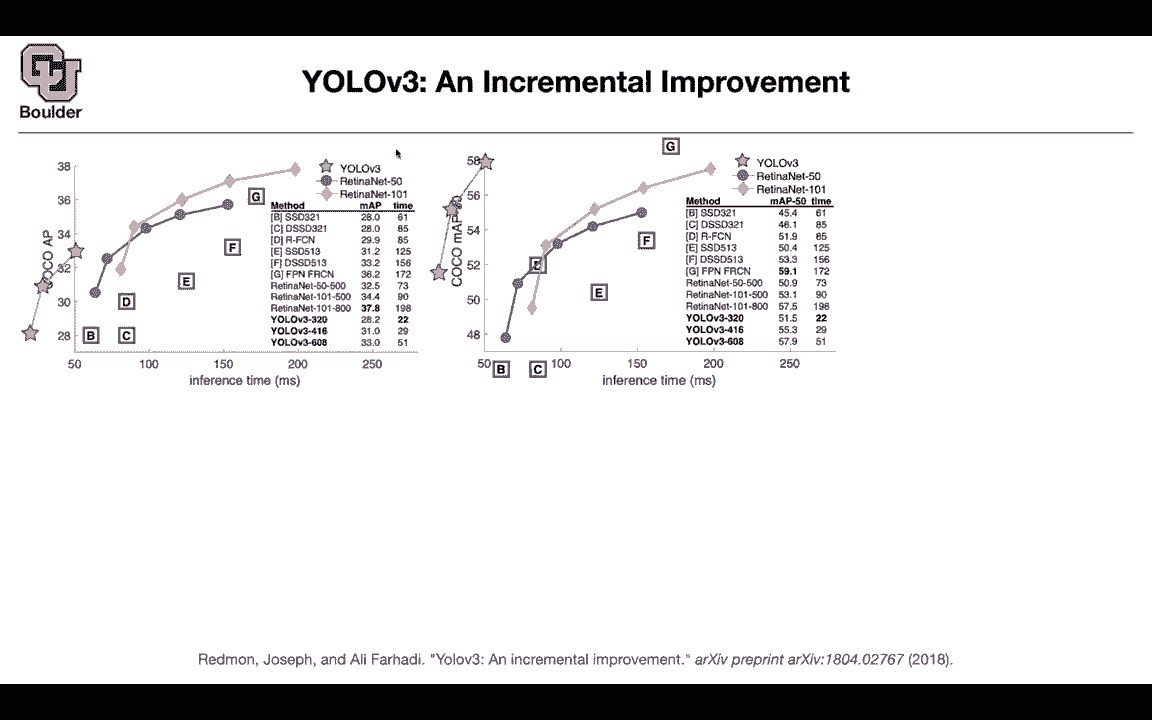 CU
Boulder
YOLOv3: An Incremental Improvement
38
36
34
32
30
28
COCO AP
50 100 150 200 250
inference time (ms)
B
C
D
E
F
G
YOLOv3
RetinaNet-50
RetinaNet-101
Method mAP time
[B] SSD321 28.0 61
[C] DSSD321 28.0 85
[D] R-FCN 29.9 85
[E] SSD513 31.2 125
[F] DSSD513 33.2 156
[G] FPN FRCN 36.2 172
RetinaNet-50-500 32.5 73
RetinaNet-101-500 34.4 90
RetinaNet-101-800 37.8 198
YOLOv3-320 28.2 22
YOLOv3-416 31.0 29
YOLOv3-608 33.0 51
58
56
54
52
50
48
COCO mAP-50
50 100 150 200 250
inference time (ms)
B
C
D
E
F
G
YOLOv3
RetinaNet-50
RetinaNet-101
Method mAP-50 time
[B] SSD321 45.4 61
[C] DSSD321 46.1 85
[D] R-FCN 51.9 85
[E] SSD513 50.4 125
[F] DSSD513 53.3 156
[G] FPN FRCN 59.1 172
RetinaNet-50-500 50.9 73
RetinaNet-101-500 53.1 90
RetinaNet-101-800 57.5 198
YOLOv3-320 51.5 22
YOLOv3-416 55.3 29
YOLOv3-608 57.9 51
Redmon, Joseph, and Ali Farhadi. "Yolov3: An incremental improvement." arXiv preprint arXiv:1804.02767 (2018).